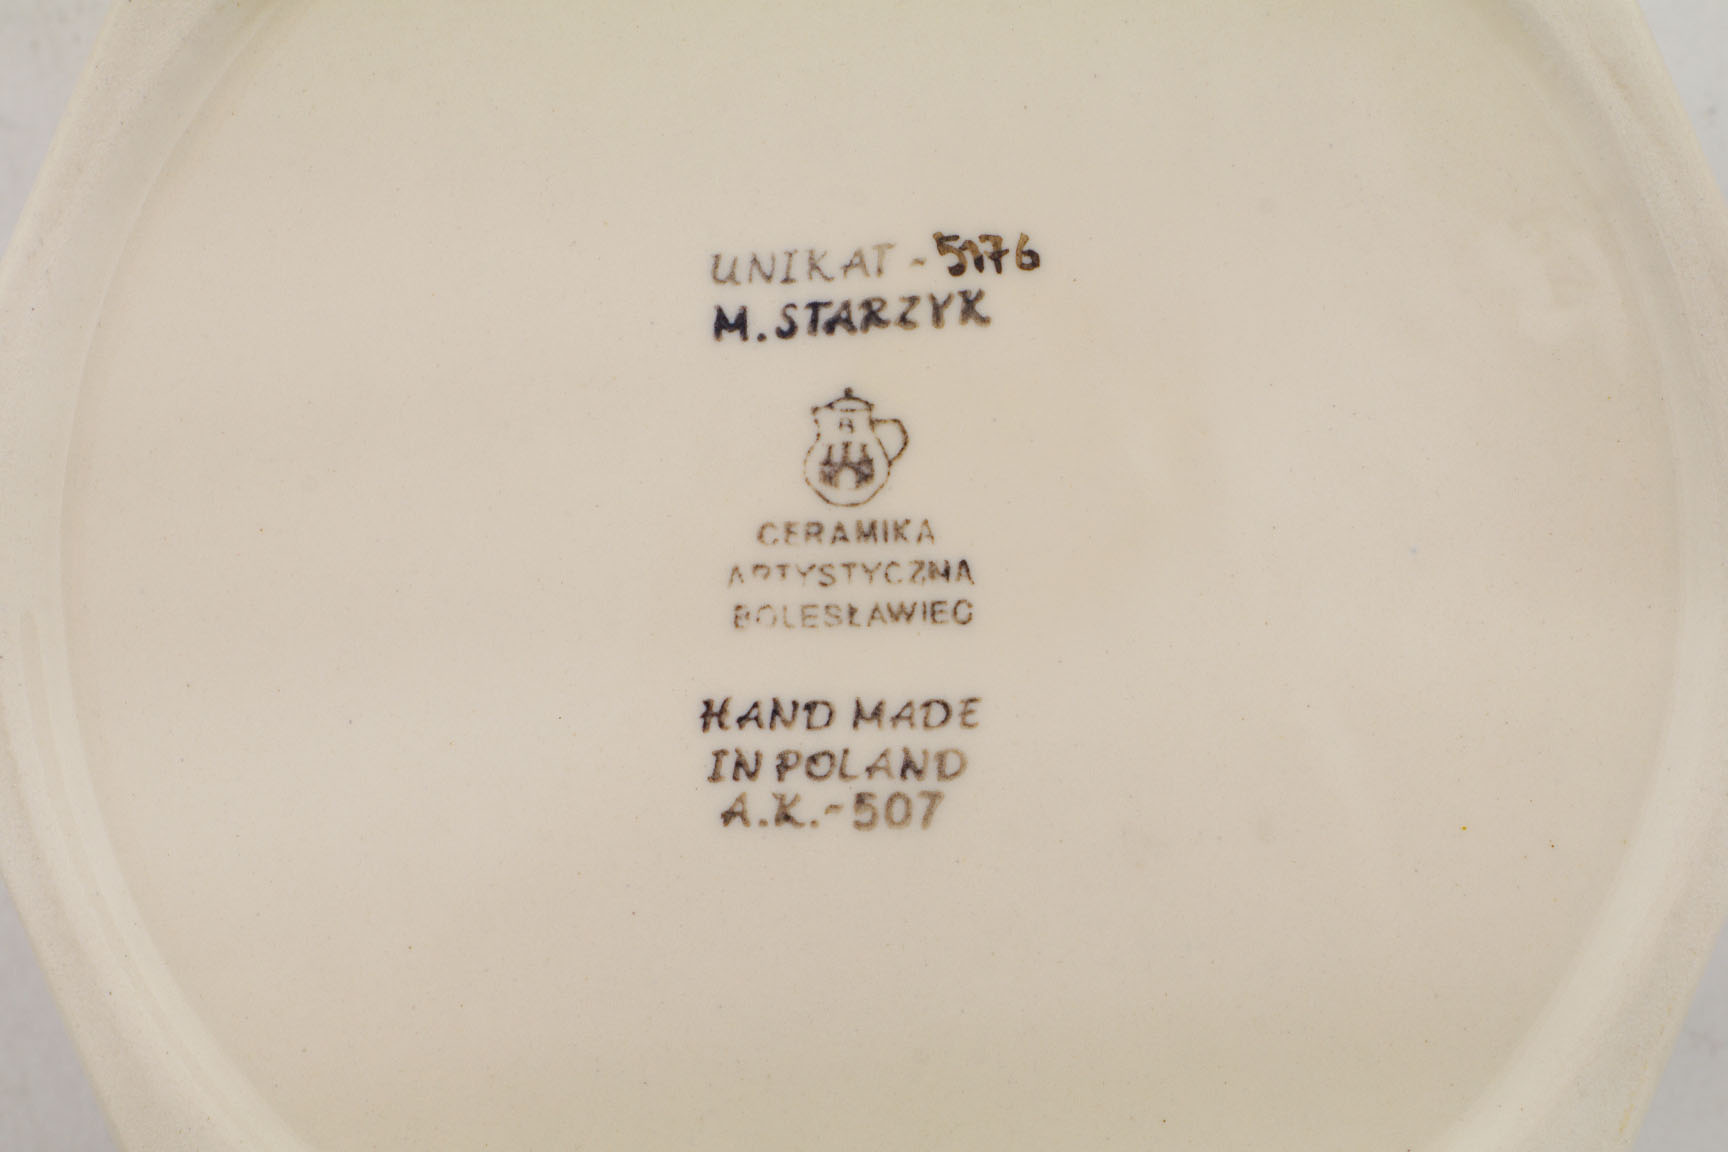 UNIKAT - 5176
M. STARZYK
CERAMIKA
ARTYSTYCZNA
BOLESŁAWIEC
HAND MADE
IN POLAND
A.K.-507